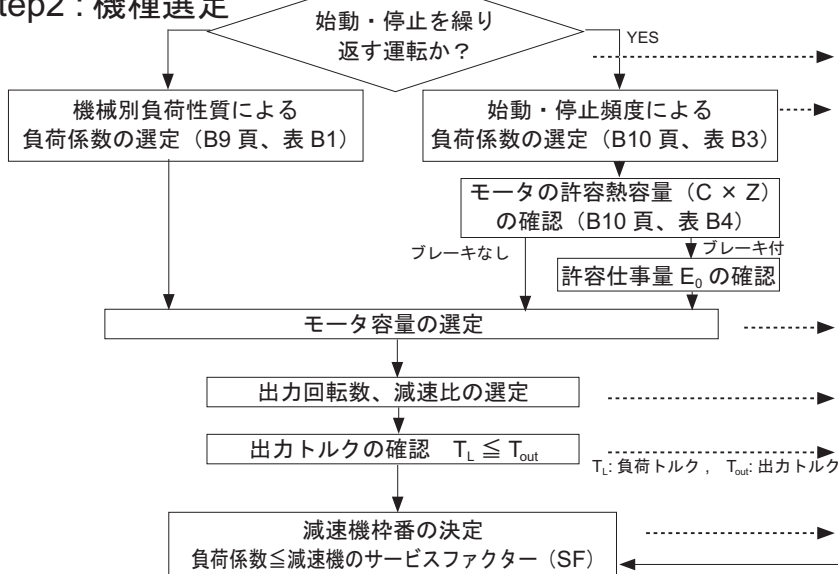 tep2 : 機種選定
始動・停止を繰り
返す運転か？
YES
機械別負荷性質による
負荷係数の選定（B9 頁、表 B1）
始動・停止頻度による
負荷係数の選定（B10 頁、表 B3）
モータの許容熱容量（C × Z）
の確認（B10 頁、表 B4）
ブレーキなし
ブレーキ付
許容仕事量 E₀ の確認
モータ容量の選定
出力回転数、減速比の選定
出力トルクの確認　T_L ≦ T_out
T_L: 負荷トルク ,　T_out: 出力トルク
減速機枠番の決定
負荷係数≦減速機のサービスファクター（SF）